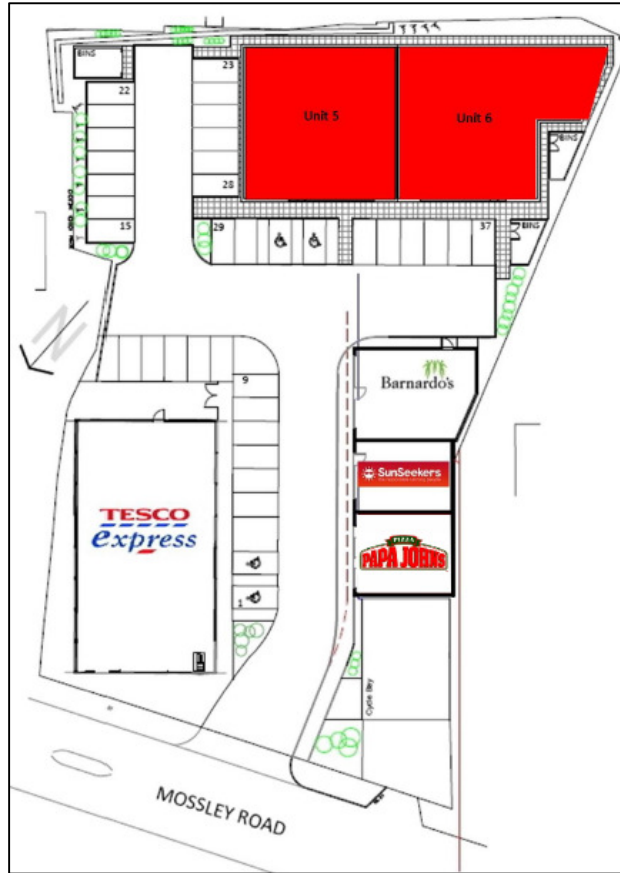 BINS
23
22
Unit 5
Unit 6
BINS
28
15
29
37
BINS
N
Barnardo's
9
SunSeekers
TESCO
express
PIZZA
PAPA JOHNS
1
Cycle Bay
MOSSLEY ROAD